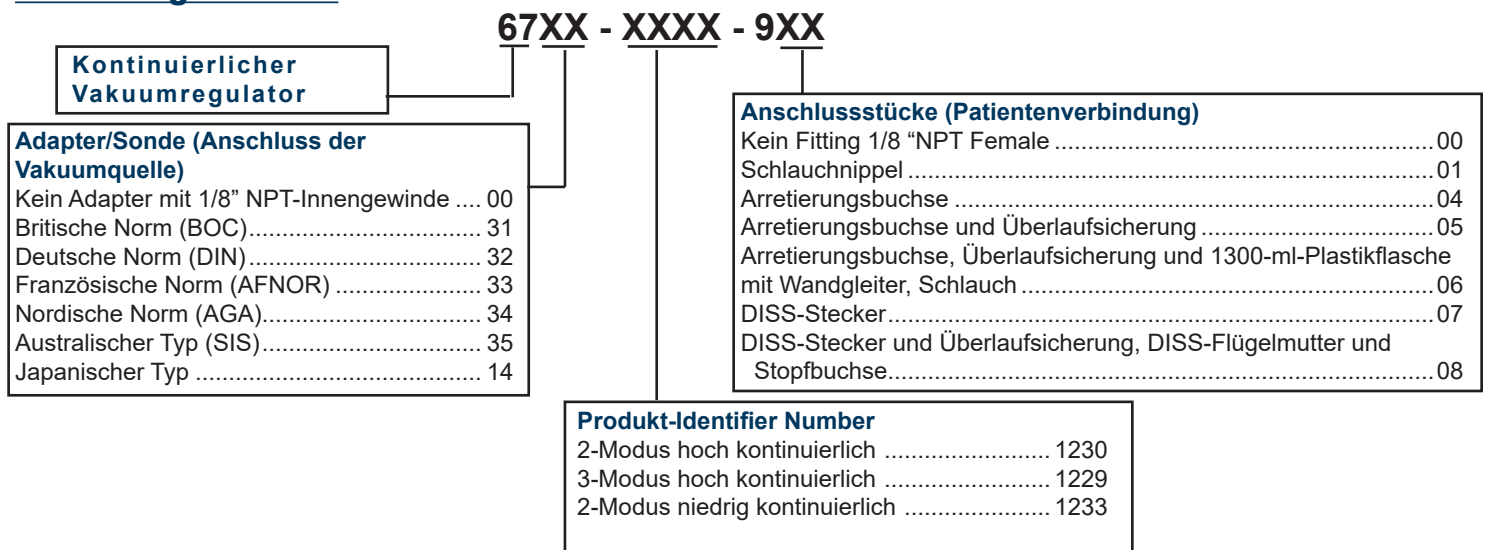 67XX - XXXX - 9XX
Kontinuierlicher
Vakuumregulator
Adapter/Sonde (Anschluss der
Vakuumquelle)
Kein Adapter mit 1/8” NPT-Innengewinde .... 00
Britische Norm (BOC)..................................... 31
Deutsche Norm (DIN)..................................... 32
Französische Norm (AFNOR) ....................... 33
Nordische Norm (AGA)................................... 34
Australischer Typ (SIS)................................... 35
Japanischer Typ .............................................. 14
Anschlussstücke (Patientenverbindung)
Kein Fitting 1/8 “NPT Female .............................................................00
Schlauchnippel.....................................................................................01
Arretierungsbuchse ..............................................................................04
Arretierungsbuchse und Überlaufsicherung ......................................05
Arretierungsbuchse, Überlaufsicherung und 1300-ml-Plastikflasche
mit Wandgleiter, Schlauch...................................................................06
DISS-Stecker.........................................................................................07
DISS-Stecker und Überlaufsicherung, DISS-Flügelmutter und
Stopfbuchse........................................................................................08
Produkt-Identifier Number
2-Modus hoch kontinuierlich ........................... 1230
3-Modus hoch kontinuierlich ........................... 1229
2-Modus niedrig kontinuierlich ........................ 1233